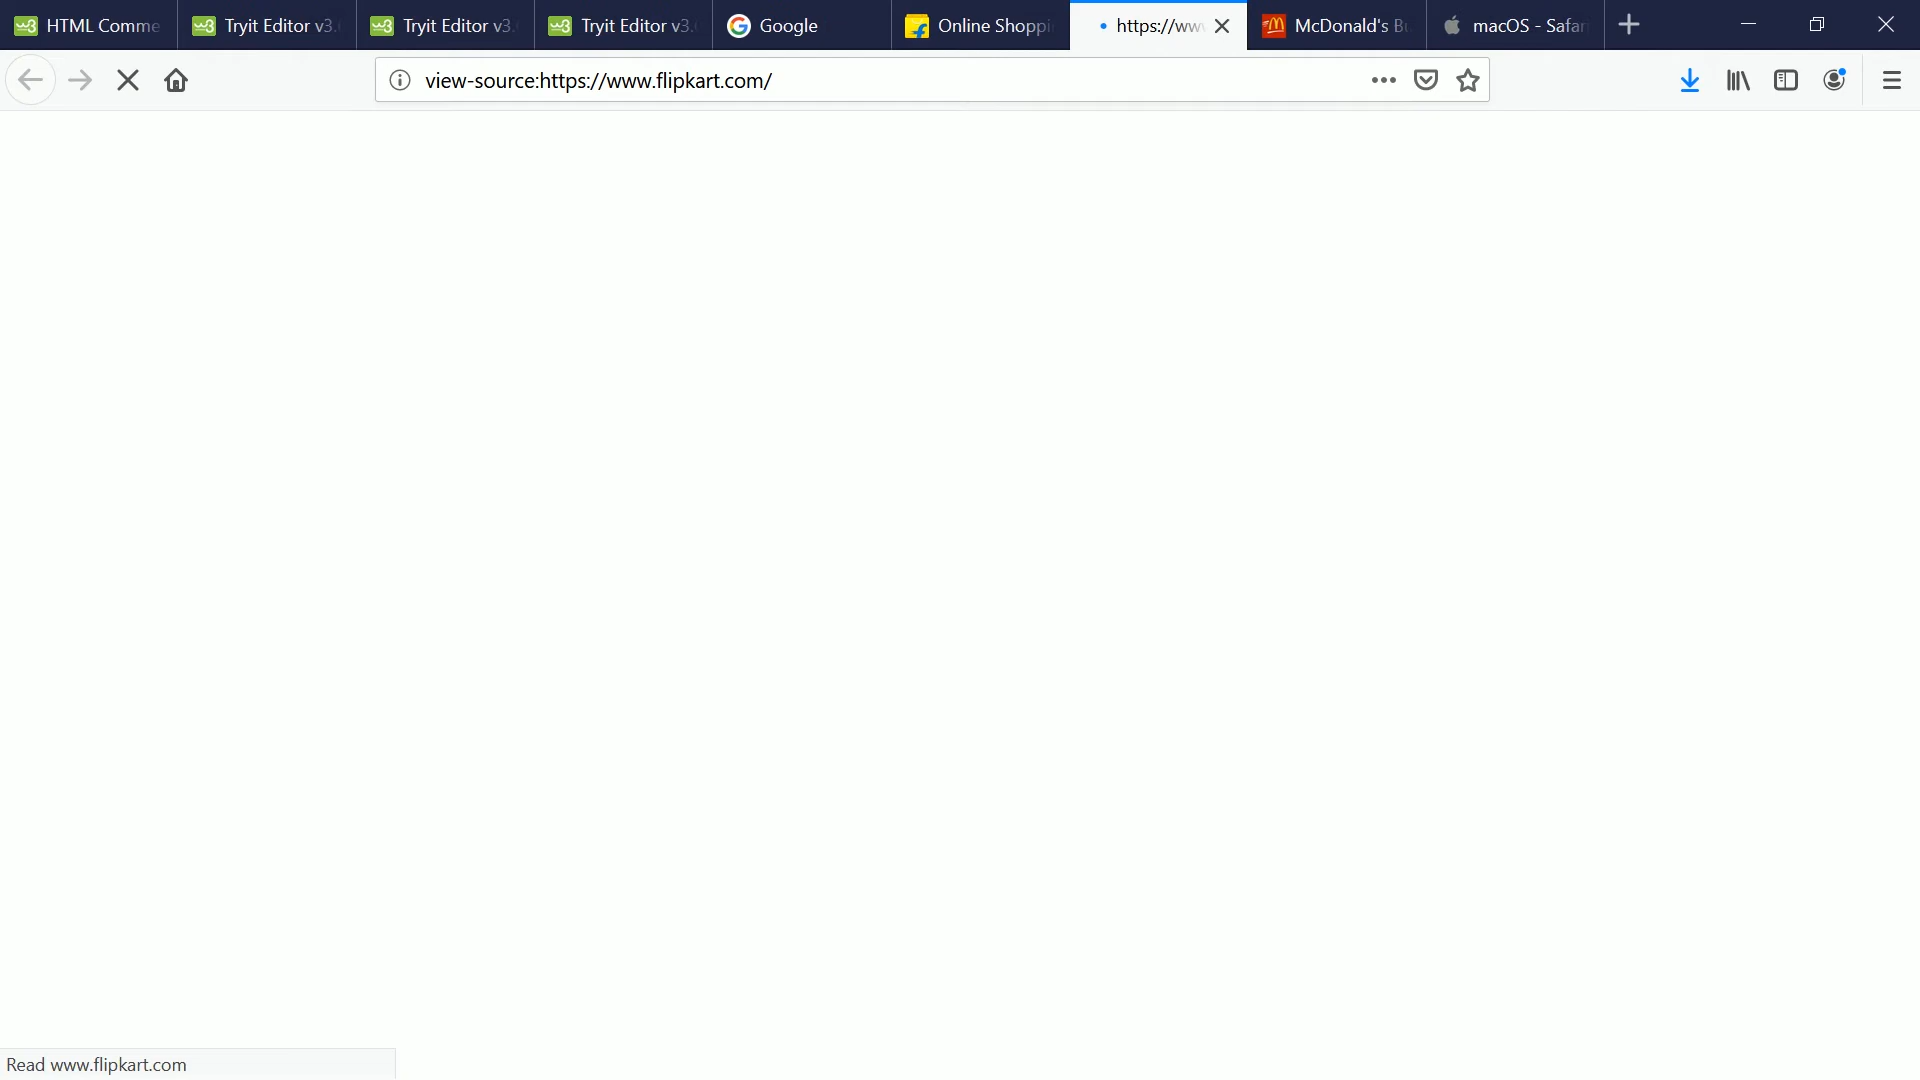 HTML Comme
Tryit Editor v3.
Tryit Editor v3.
Tryit Editor v3.
Google
Online Shoppi
https://ww
McDonald's B
macOS - Safar
view-source:https://www.flipkart.com/
Read www.flipkart.com